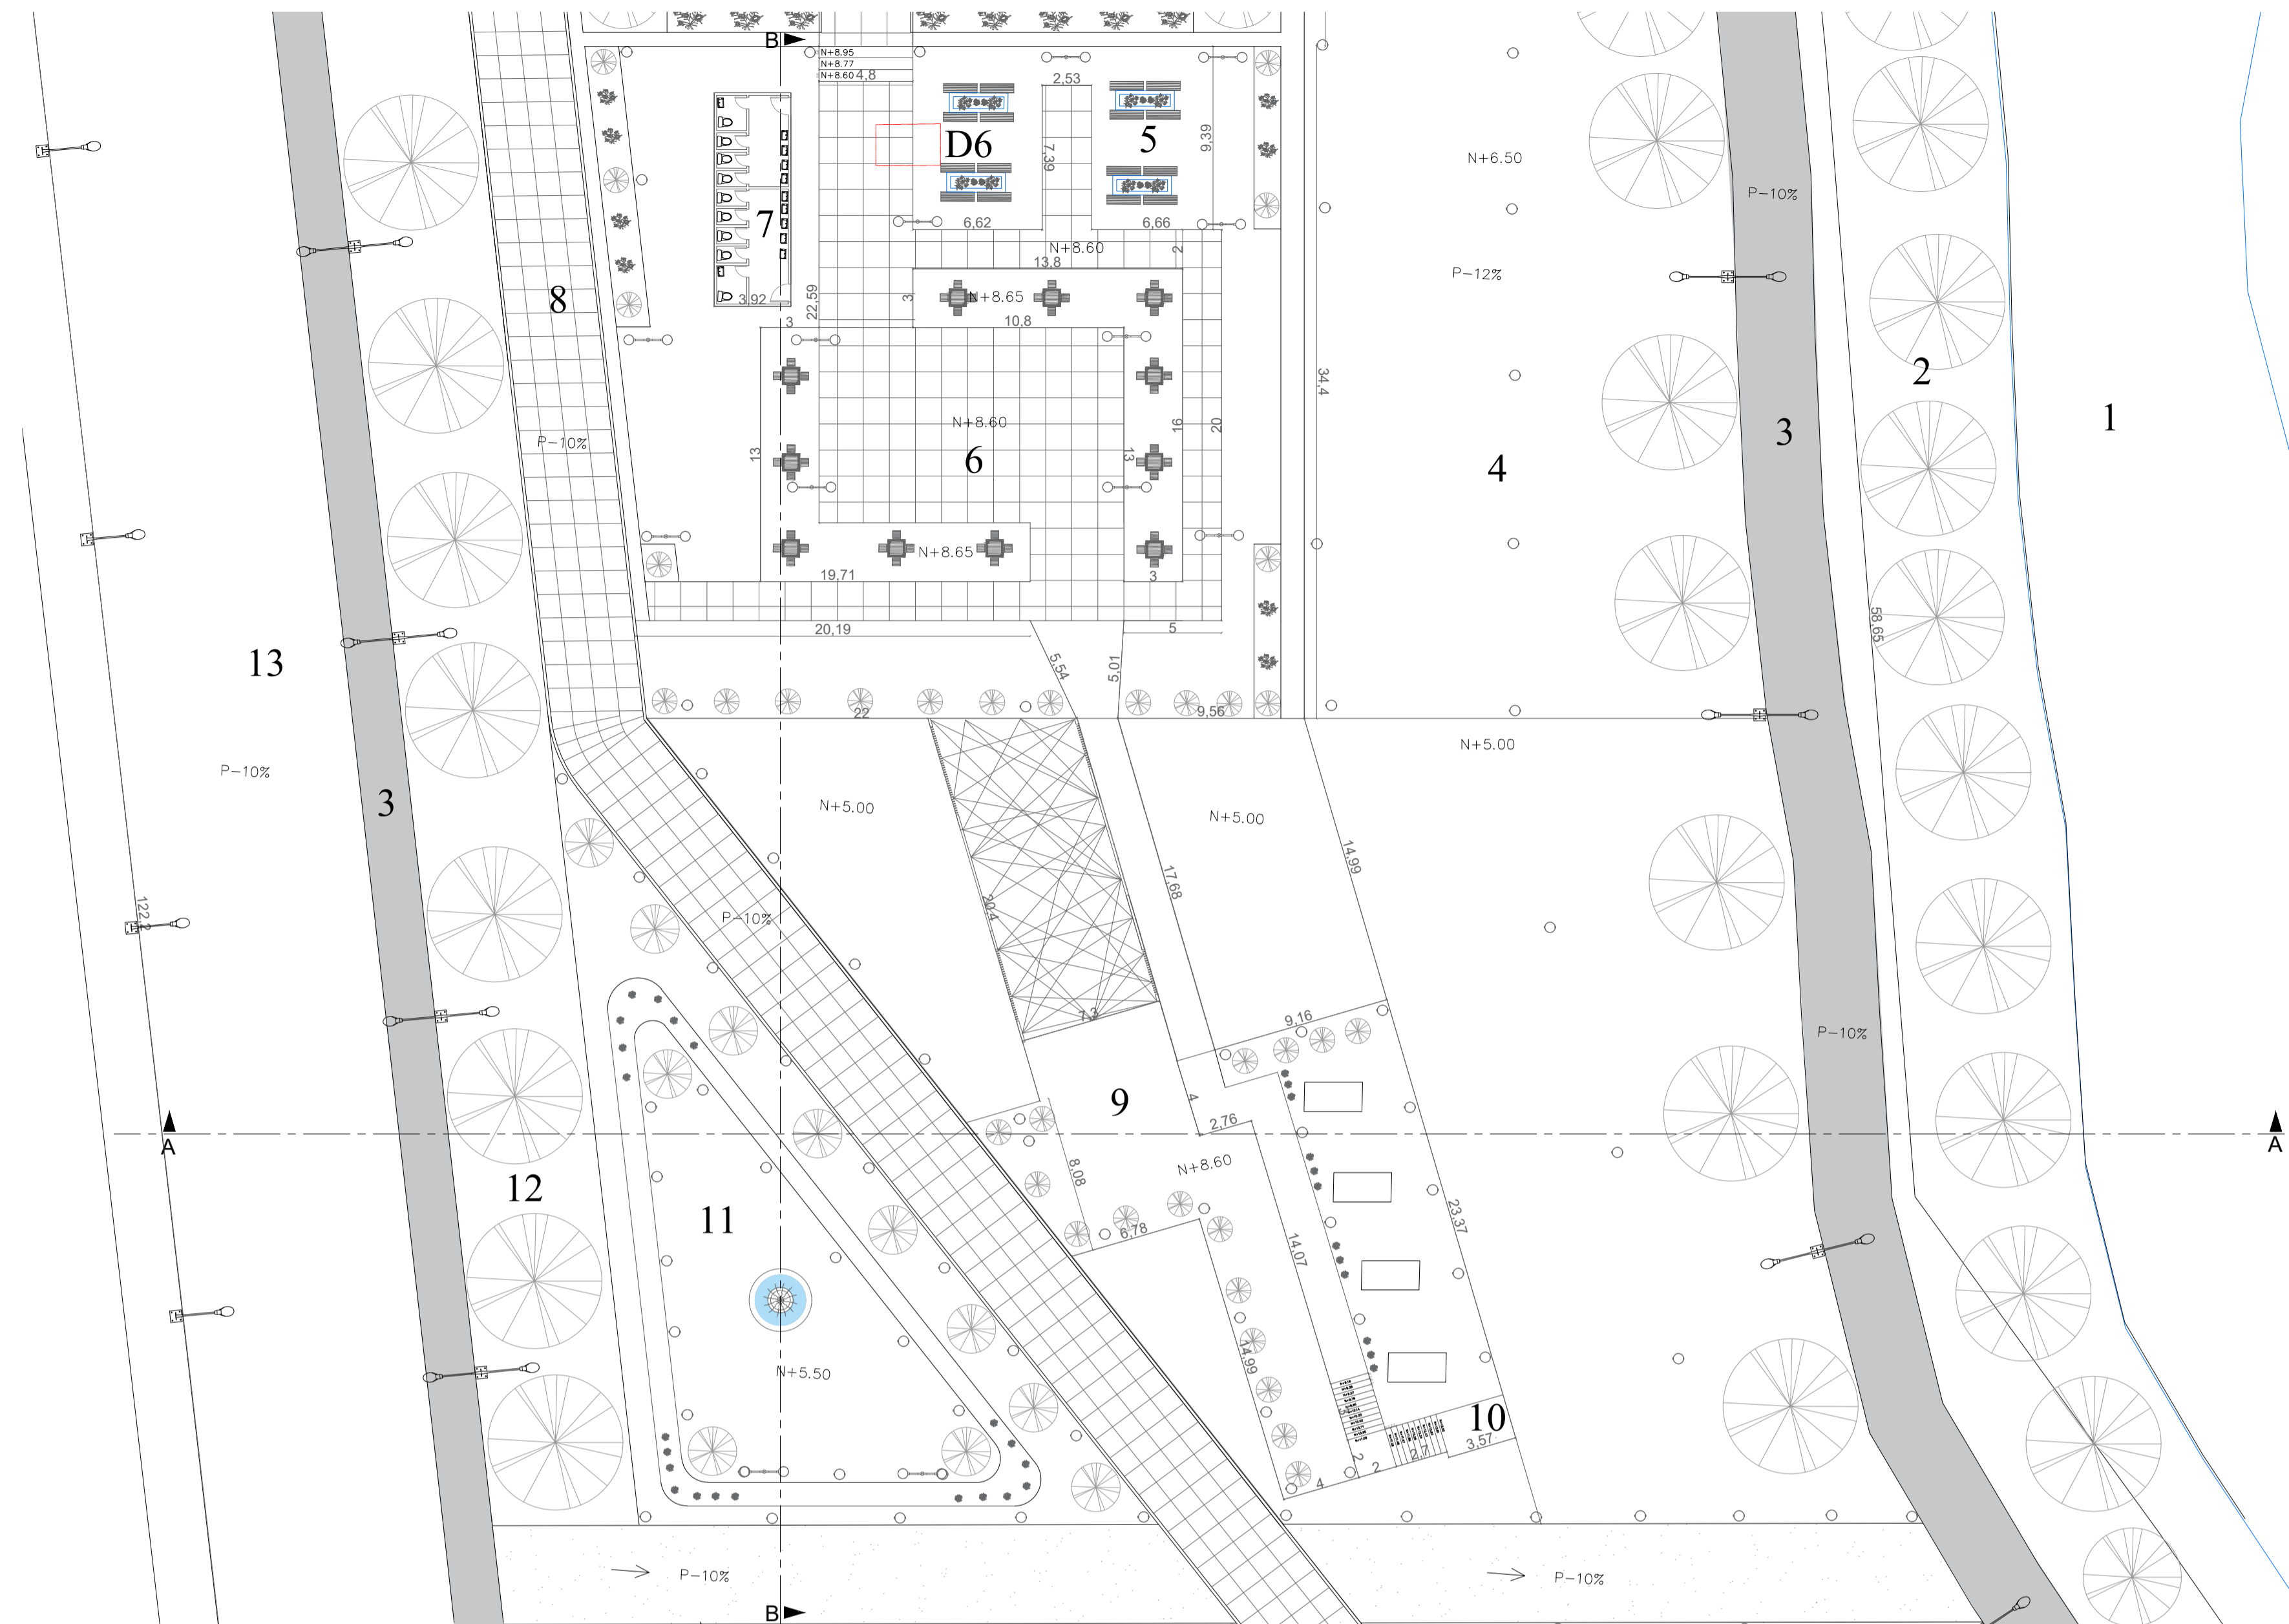 B
N+8.95
N+8.77
N+8.60 4,8
2,53
D6
5
9,39
7,39
N+6.50
P-10%
7
6,62
6,66
2
N+8.60
13,8
P-12%
8
3,92
22,59
3
N+8.65
10,8
3
34,4
2
1
P-10%
N+8.60
13
6
13
16
20
3
4
N+8.65
19,71
3
58,65
20,19
5
13
5,54
5,01
22
9,56
N+5.00
P-10%
3
N+5.00
N+5.00
14,99
17,68
122,2
P-10%
20,4
7,3
9,16
P-10%
9
4
2,76
A
A
8,08
N+8.60
12
11
6,78
14,07
23,37
14,99
N+5.50
10
3,57
2,7
2
2
4
P-10%
P-10%
B